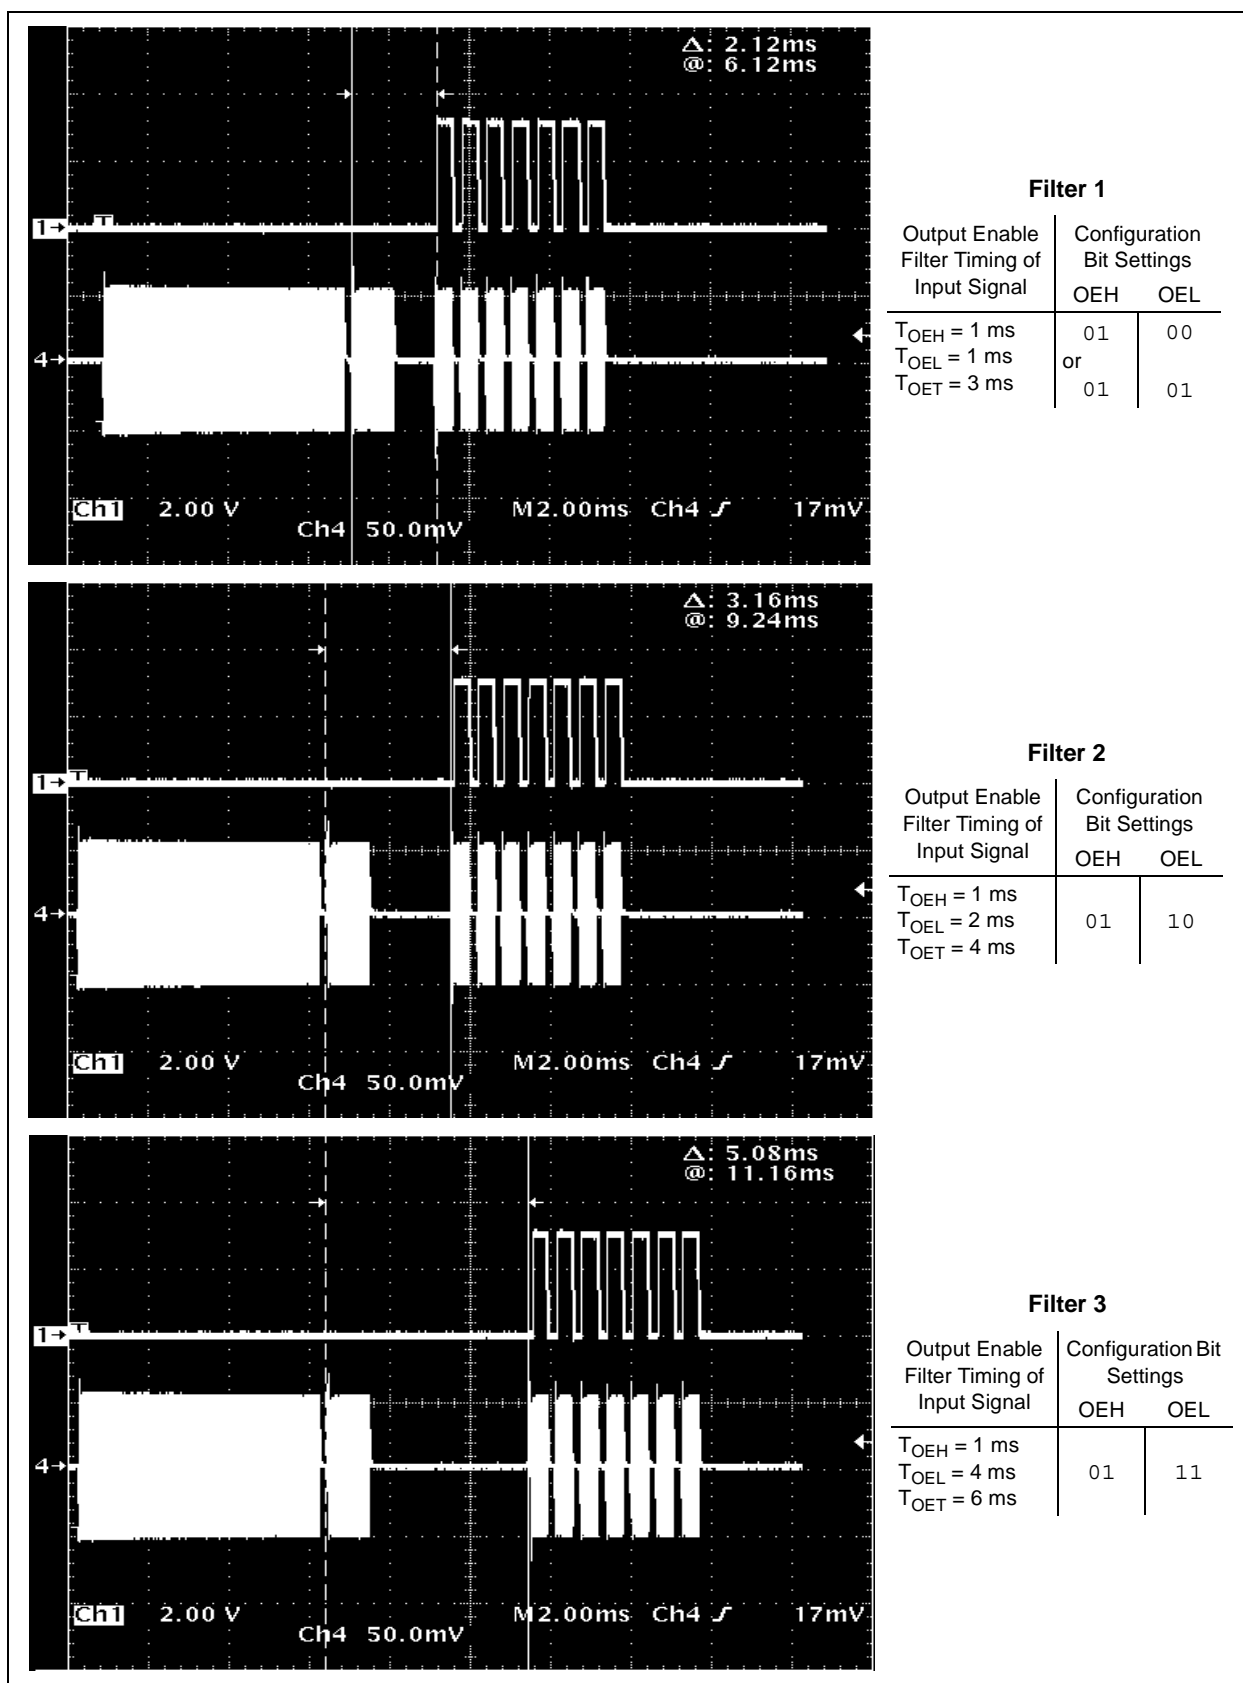 Δ: 2.12ms
@: 6.12ms
1→
T
4→
Ch1 2.00 V
M2.00ms Ch4 17mV
Ch4 50.0mV
Filter 1
Output Enable Filter Timing of Input Signal
Configuration Bit Settings
OEH OEL
TOEH = 1 ms
TOEL = 1 ms
TOET = 3 ms
01 00
or
01 01
Δ: 3.16ms
@: 9.24ms
1→
T
4→
Ch1 2.00 V
M2.00ms Ch4 17mV
Ch4 50.0mV
Filter 2
Output Enable Filter Timing of Input Signal
Configuration Bit Settings
OEH OEL
TOEH = 1 ms
TOEL = 2 ms
TOET = 4 ms
01 10
Δ: 5.08ms
@: 11.16ms
1→
T
4→
Ch1 2.00 V
M2.00ms Ch4 17mV
Ch4 50.0mV
Filter 3
Output Enable Filter Timing of Input Signal
Configuration Bit Settings
OEH OEL
TOEH = 1 ms
TOEL = 4 ms
TOET = 6 ms
01 11